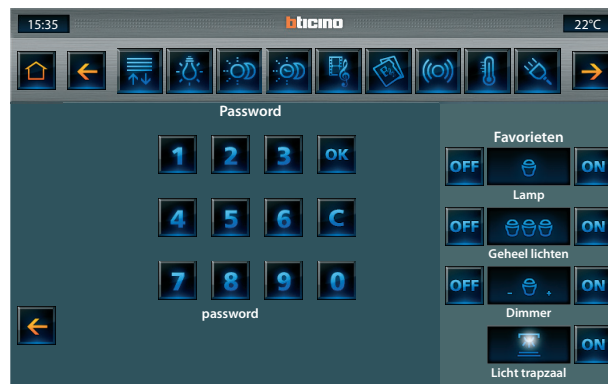 15:35
bticino
22°C
Password
1 2 3 OK
4 5 6 C
7 8 9 0
password
Favorieten
OFF ON
Lamp
OFF ON
Geheel lichten
OFF - + ON
Dimmer
ON
Licht trapzaal